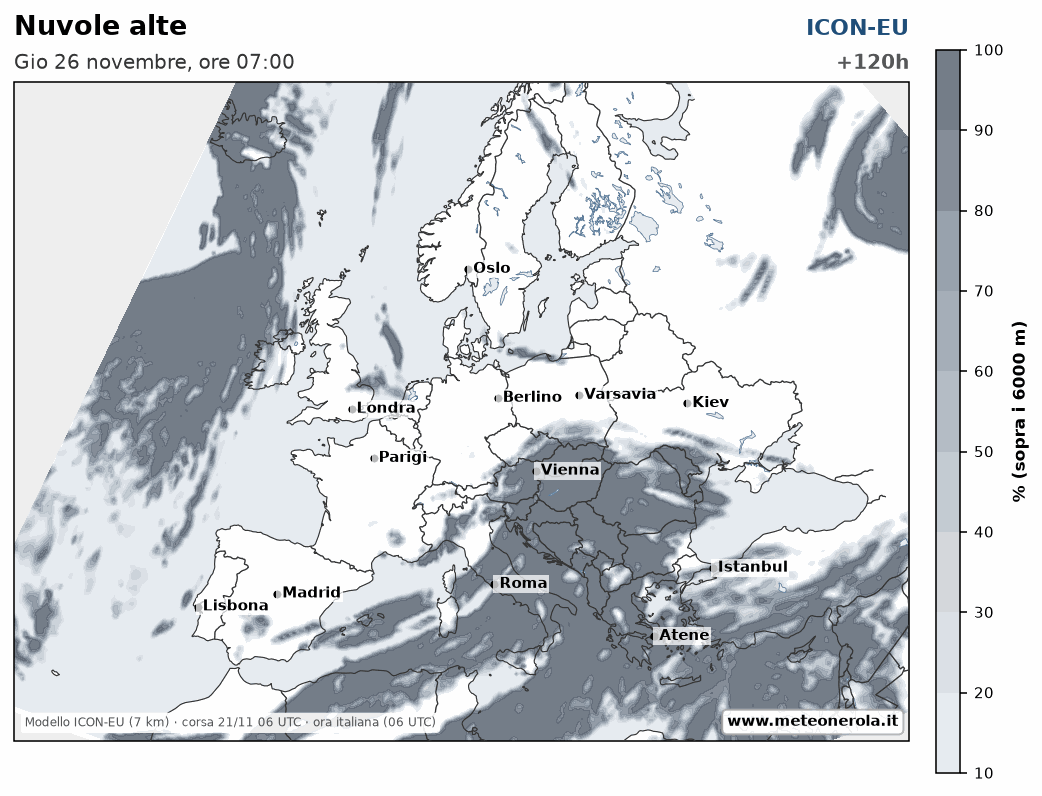 Nuvole alte
ICON-EU
Gio 26 novembre, ore 07:00
+120h
100
90
80
70
60
50
40
30
20
10
% (sopra i 6000 m)
Oslo
Berlino
Varsavia
Kiev
Londra
Parigi
Vienna
Istanbul
Roma
Madrid
Lisbona
Atene
Modello ICON-EU (7 km) · corsa 21/11 06 UTC · ora italiana (06 UTC)
www.meteonerola.it